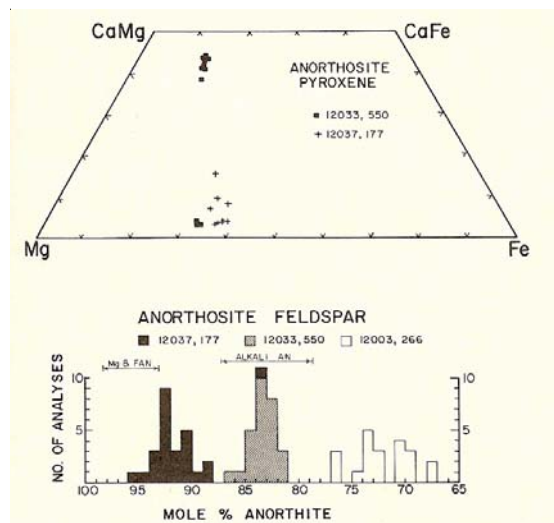 CaMg CaFe
ANORTHOSITE
PYROXENE
12033, 550
12037, 177
Mg Fe
ANORTHOSITE FELDSPAR
12037, 177 12033, 550 12003, 266
Mg & FAN ALKALI AN
NO. OF ANALYSES
10 10
5 5
100 95 90 85 80 75 70 65
MOLE % ANORTHITE